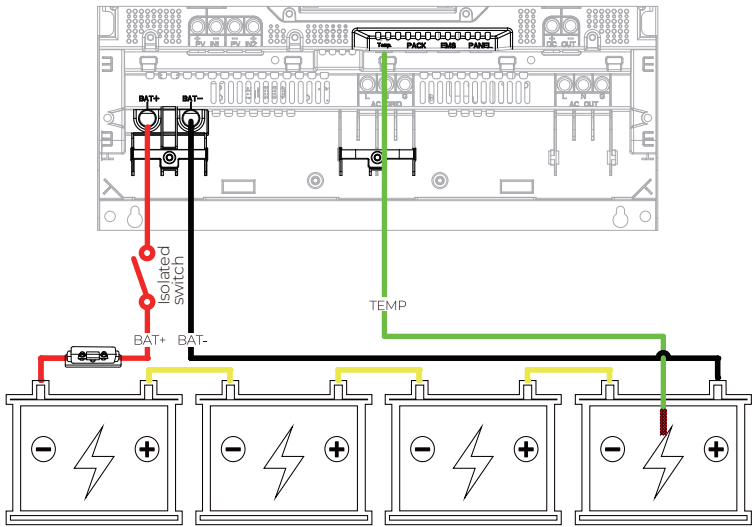 + PV IN1 -
+ PV IN2 -
Temp.
PACK
EMS
PANEL
+ DC OUT -
BAT+
BAT-
L N G
AC GRID
L N G
AC OUT
Isolated
switch
TEMP
BAT+
BAT-
- +
- +
- +
- +